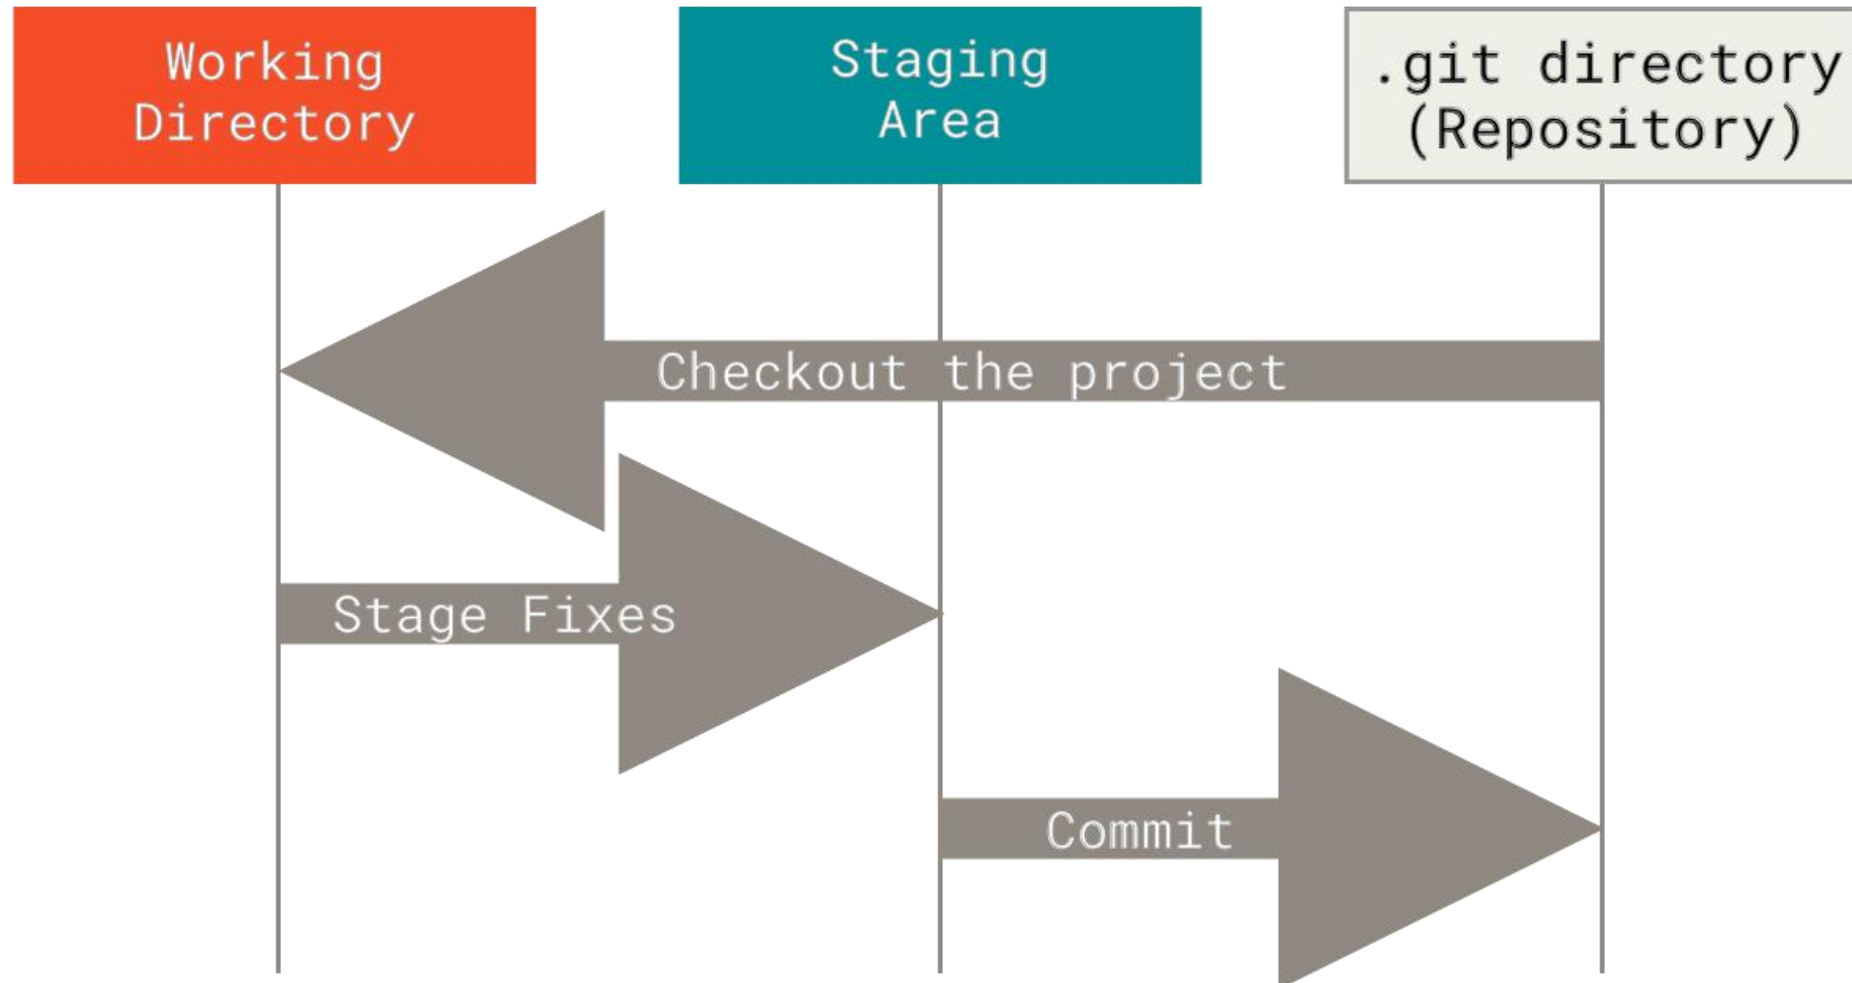 Working
Directory
Staging
Area
.git directory
(Repository)
Checkout the project
Stage Fixes
Commit